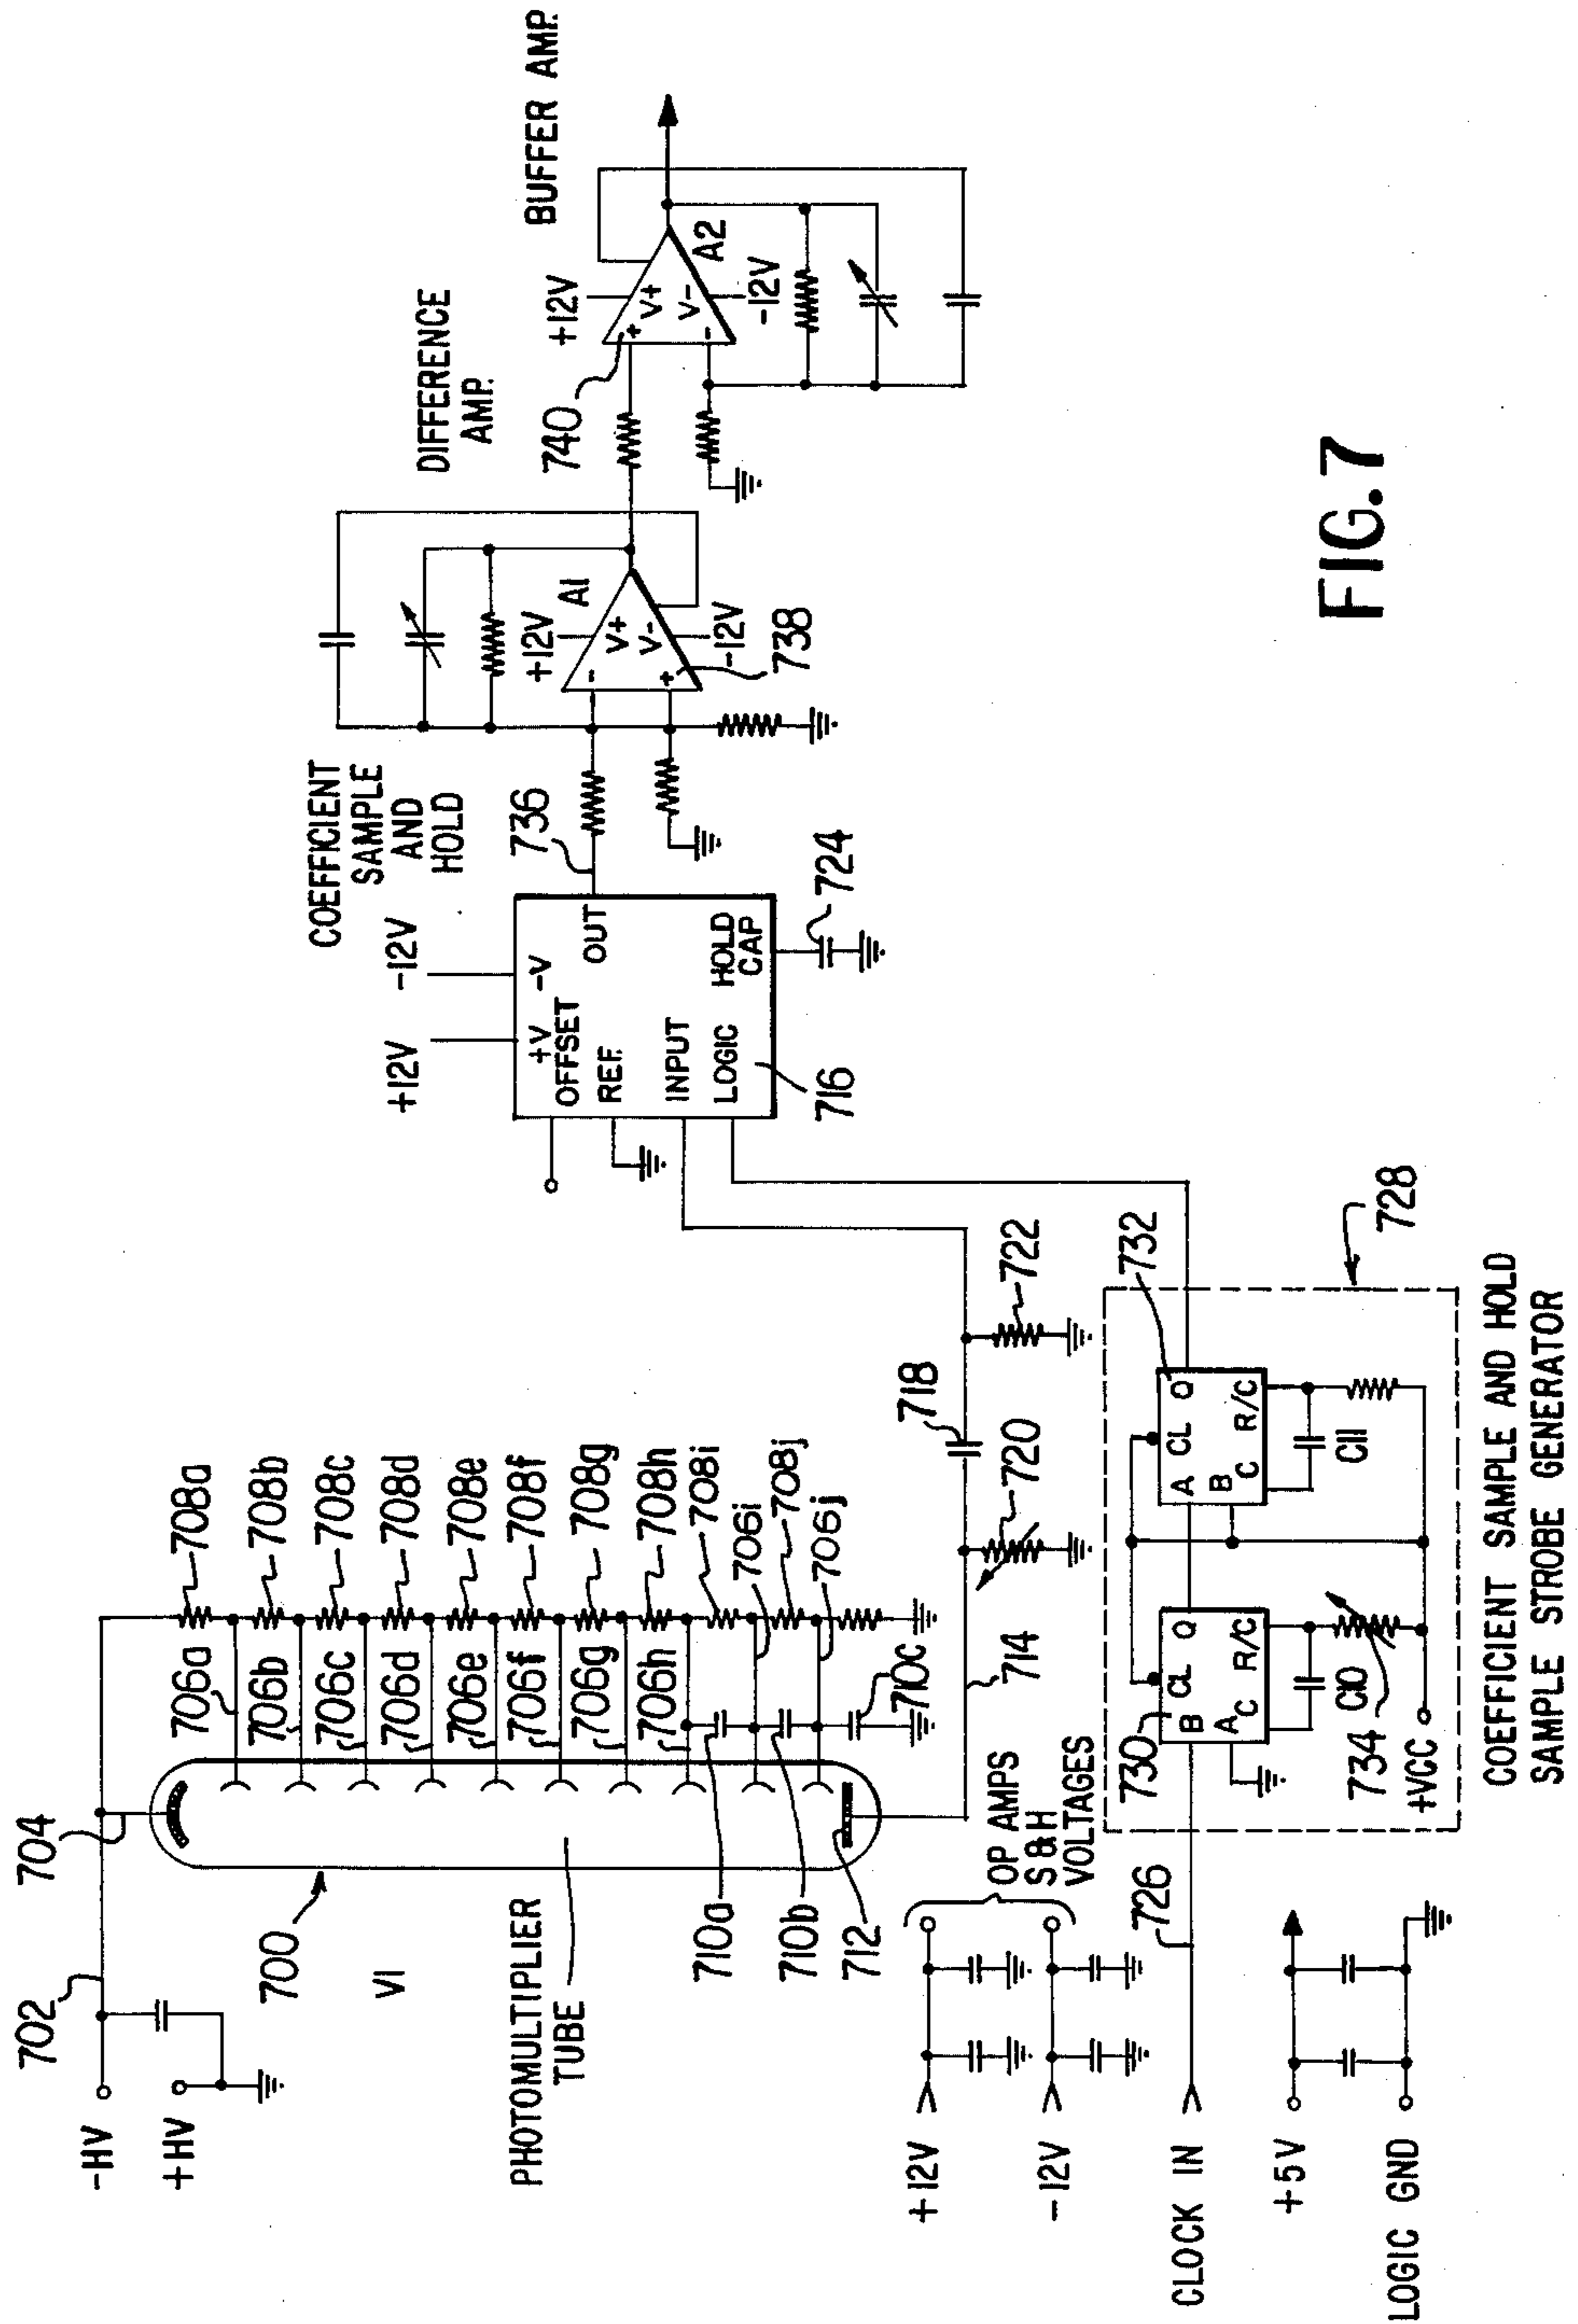 -HV
+HV
702
704
700
V1
PHOTOMULTIPLIER
TUBE
706a
706b
706c
706d
706e
706f
706g
706h
706i
706j
708a
708b
708c
708d
708e
708f
708g
708h
708i
708j
710a
710b
710c
712
714
718
720
722
+12V
-12V
OP AMPS
S&H
VOLTAGES
CLOCK IN
726
+5V
LOGIC GND
730
B
CL
Q
A
C
R/C
C10
734
+VCC
732
A
CL
Q
B
C
R/C
C11
728
COEFFICIENT SAMPLE AND HOLD
SAMPLE STROBE GENERATOR
+12V
-12V
+V
-V
OFFSET
REF.
OUT
INPUT
LOGIC
HOLD
CAP
716
724
COEFFICIENT
SAMPLE
AND
HOLD
736
+12V
A1
-
V+
V-
+
-12V
738
DIFFERENCE
AMP.
740
+12V
+
V+
V-
-
A2
-12V
BUFFER AMP.
FIG.7